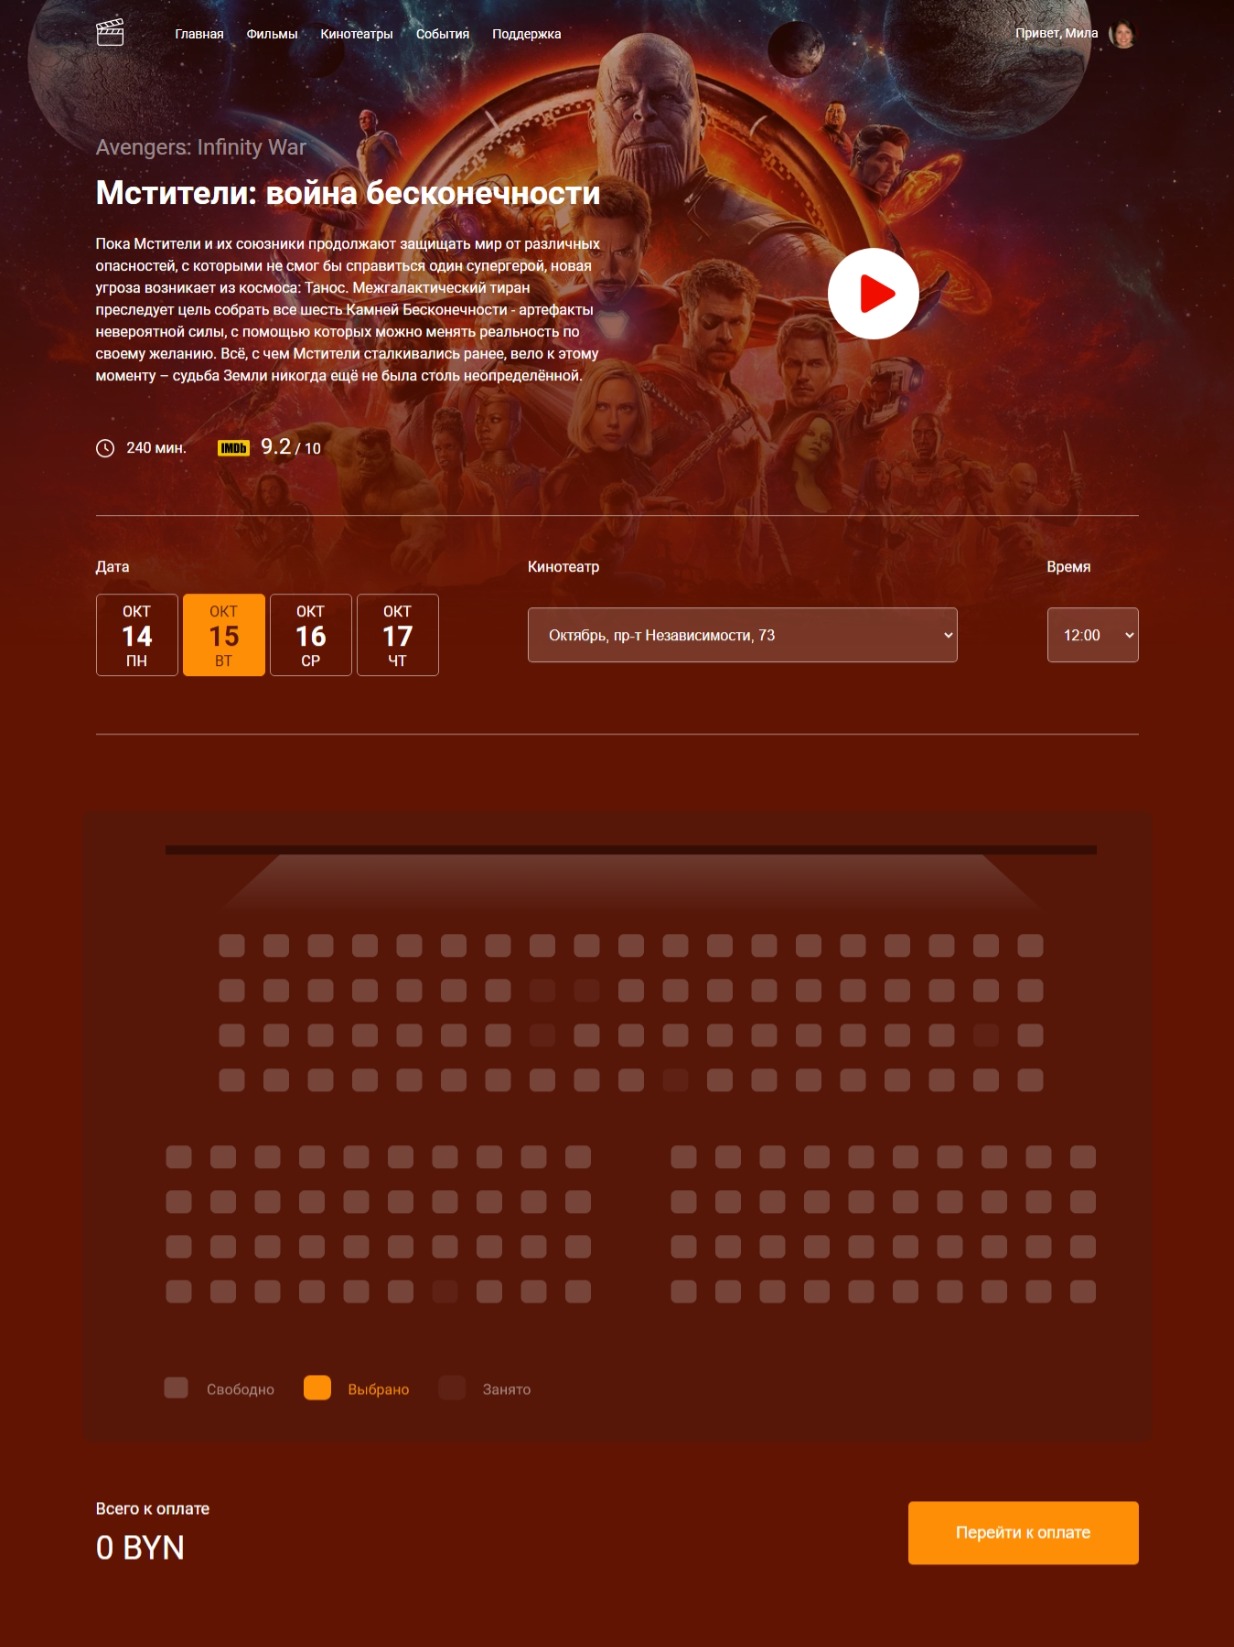 Главная Фильмы Кинотеатры События Поддержка Привет, Мила
Avengers: Infinity War
Мстители: война бесконечности
Пока Мстители и их союзники продолжают защищать мир от различных
опасностей, с которыми не смог бы справиться один супергерой, новая
угроза возникает из космоса: Танос. Межгалактический тиран
преследует цель собрать все шесть Камней Бесконечности - артефакты
невероятной силы, с помощью которых можно менять реальность по
своему желанию. Всё, с чем Мстители сталкивались ранее, вело к этому
моменту – судьба Земли никогда ещё не была столь неопределённой.
240 мин. IMDb 9.2 / 10
Дата
ОКТ
14
ПН
ОКТ
15
ВТ
ОКТ
16
СР
ОКТ
17
ЧТ
Кинотеатр
Октябрь, пр-т Независимости, 73
Время
12:00
Свободно Выбрано Занято
Всего к оплате
0 BYN
Перейти к оплате